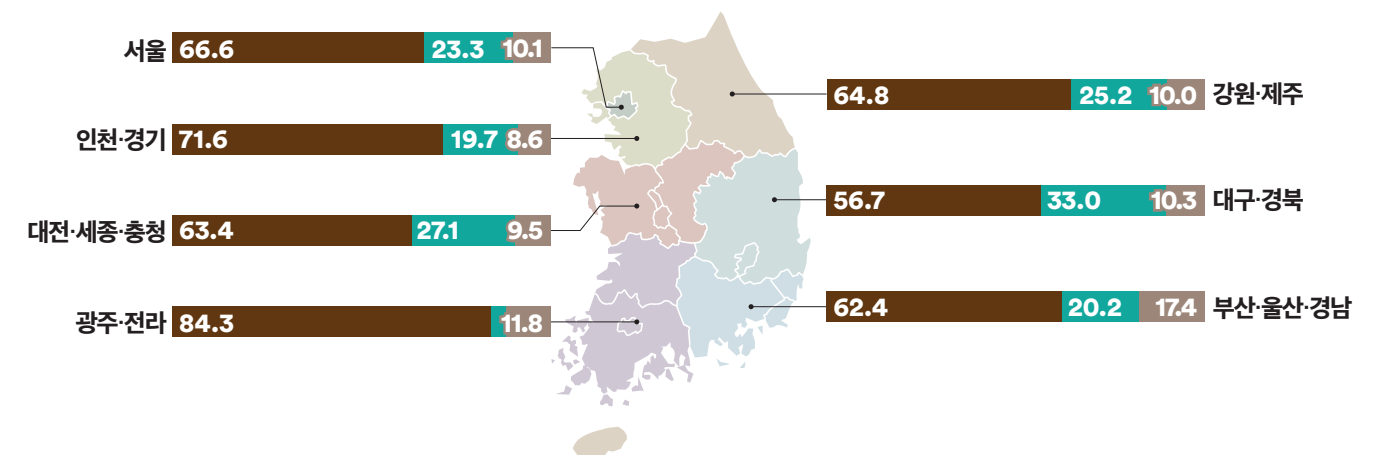 서울 66.6 23.3 10.1
인천·경기 71.6 19.7 8.6
대전·세종·충청 63.4 27.1 9.5
광주·전라 84.3 11.8
64.8 25.2 10.0 강원·제주
56.7 33.0 10.3 대구·경북
62.4 20.2 17.4 부산·울산·경남